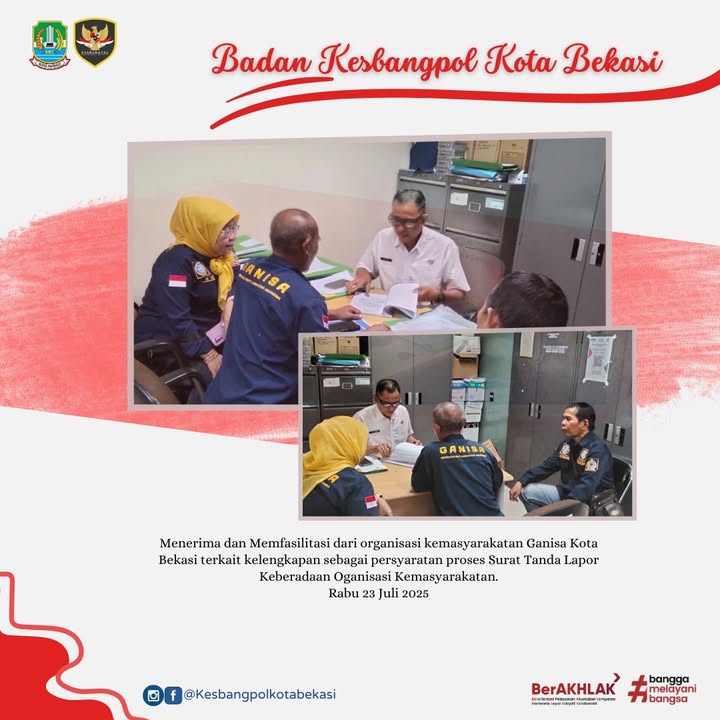 Badan Kesbangpol Kota Bekasi
GANISA
GANISA
Menerima dan Memfasilitasi dari organisasi kemasyarakatan Ganisa Kota
Bekasi terkait kelengkapan sebagai persyaratan proses Surat Tanda Lapor
Keberadaan Oganisasi Kemasyarakatan.
Rabu 23 Juli 2025
@Kesbangpolkotabekasi
BerAKHLAK
#bangga
melayani
bangsa